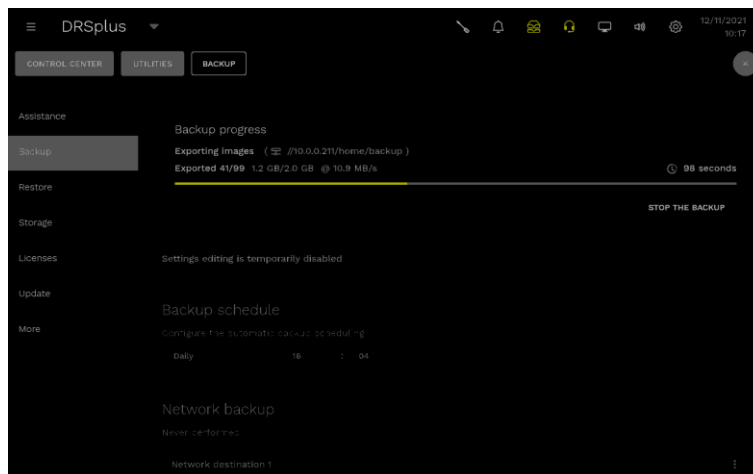 DRSplus
12/11/2021
10:17
CONTROL CENTER
UTILITIES
BACKUP
Assistance
Backup
Restore
Storage
Licenses
Update
More
Backup progress
Exporting images ( //10.0.0.211/home/backup )
Exported 41/99 1.2 GB/2.0 GB @ 10.9 MB/s
98 seconds
STOP THE BACKUP
Settings editing is temporarily disabled
Backup schedule
Configure the automatic backup scheduling
Daily 16 : 04
Network backup
Never performed
Network destination 1